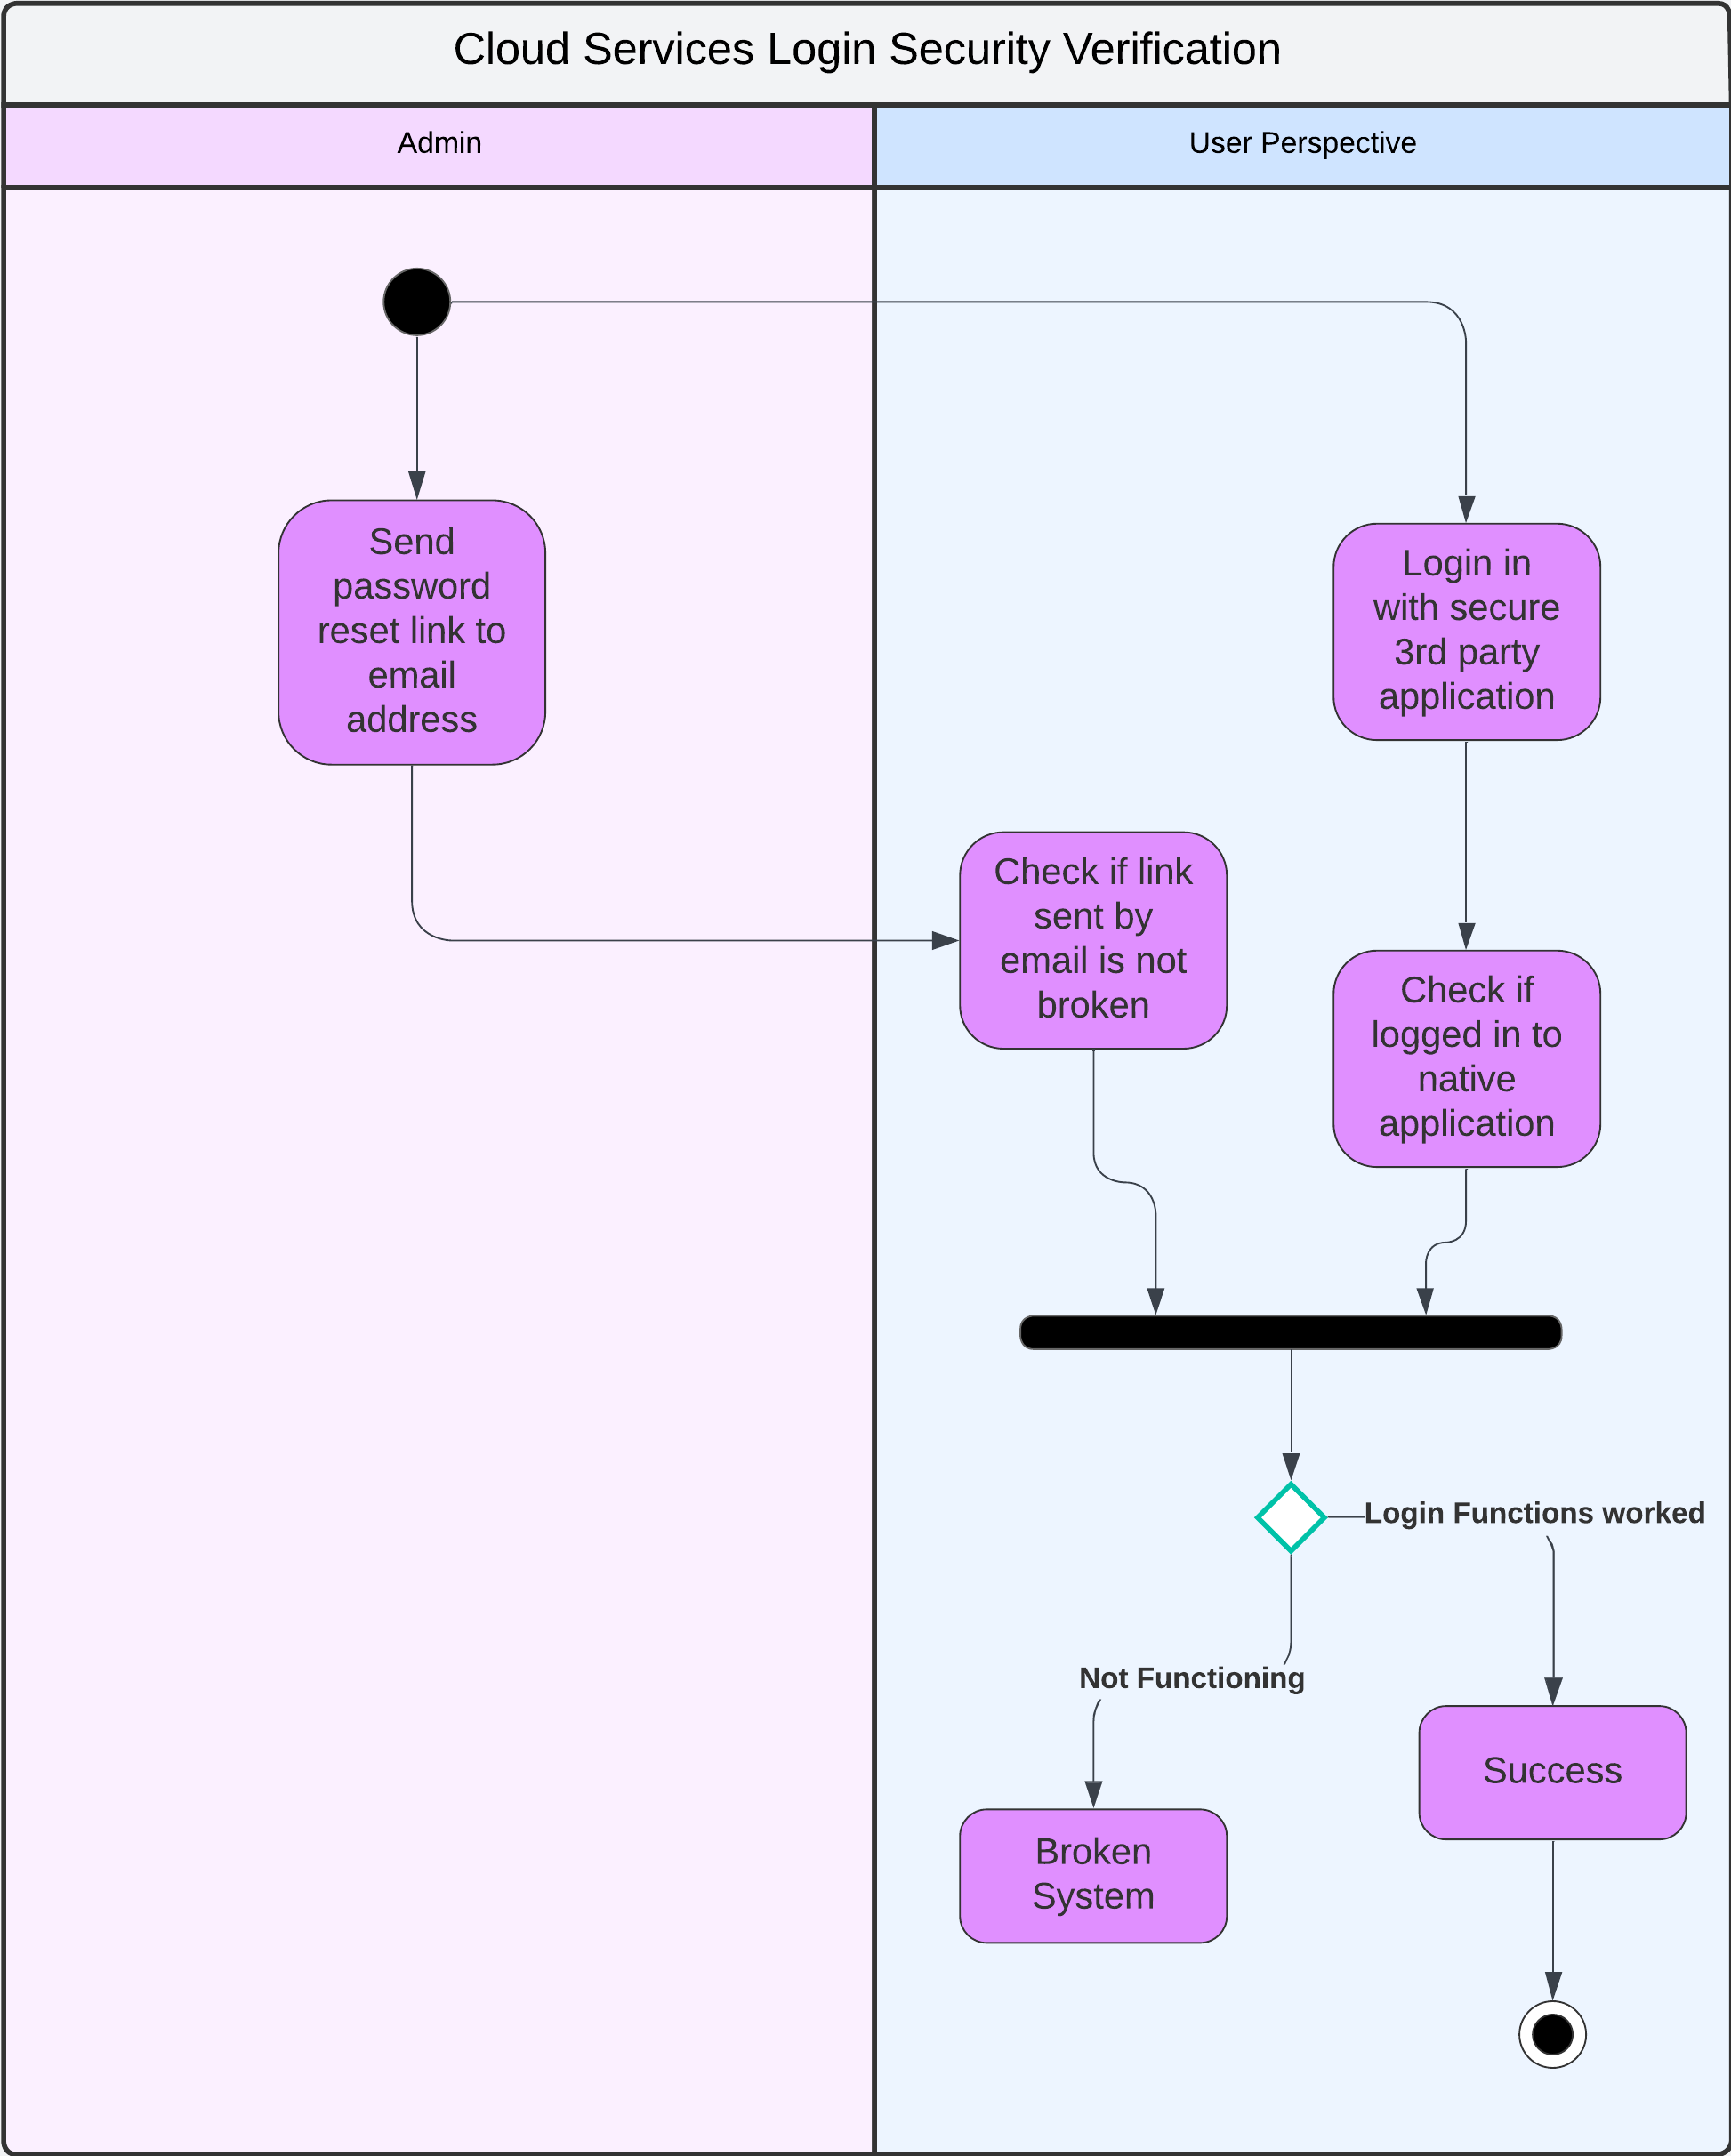 Cloud Services Login Security Verification
Admin
User Perspective
Send
password
reset link to
email
address
Login in
with secure
3rd party
application
Check if link
sent by
email is not
broken
Check if
logged in to
native
application
Login Functions worked
Not Functioning
Success
Broken
System